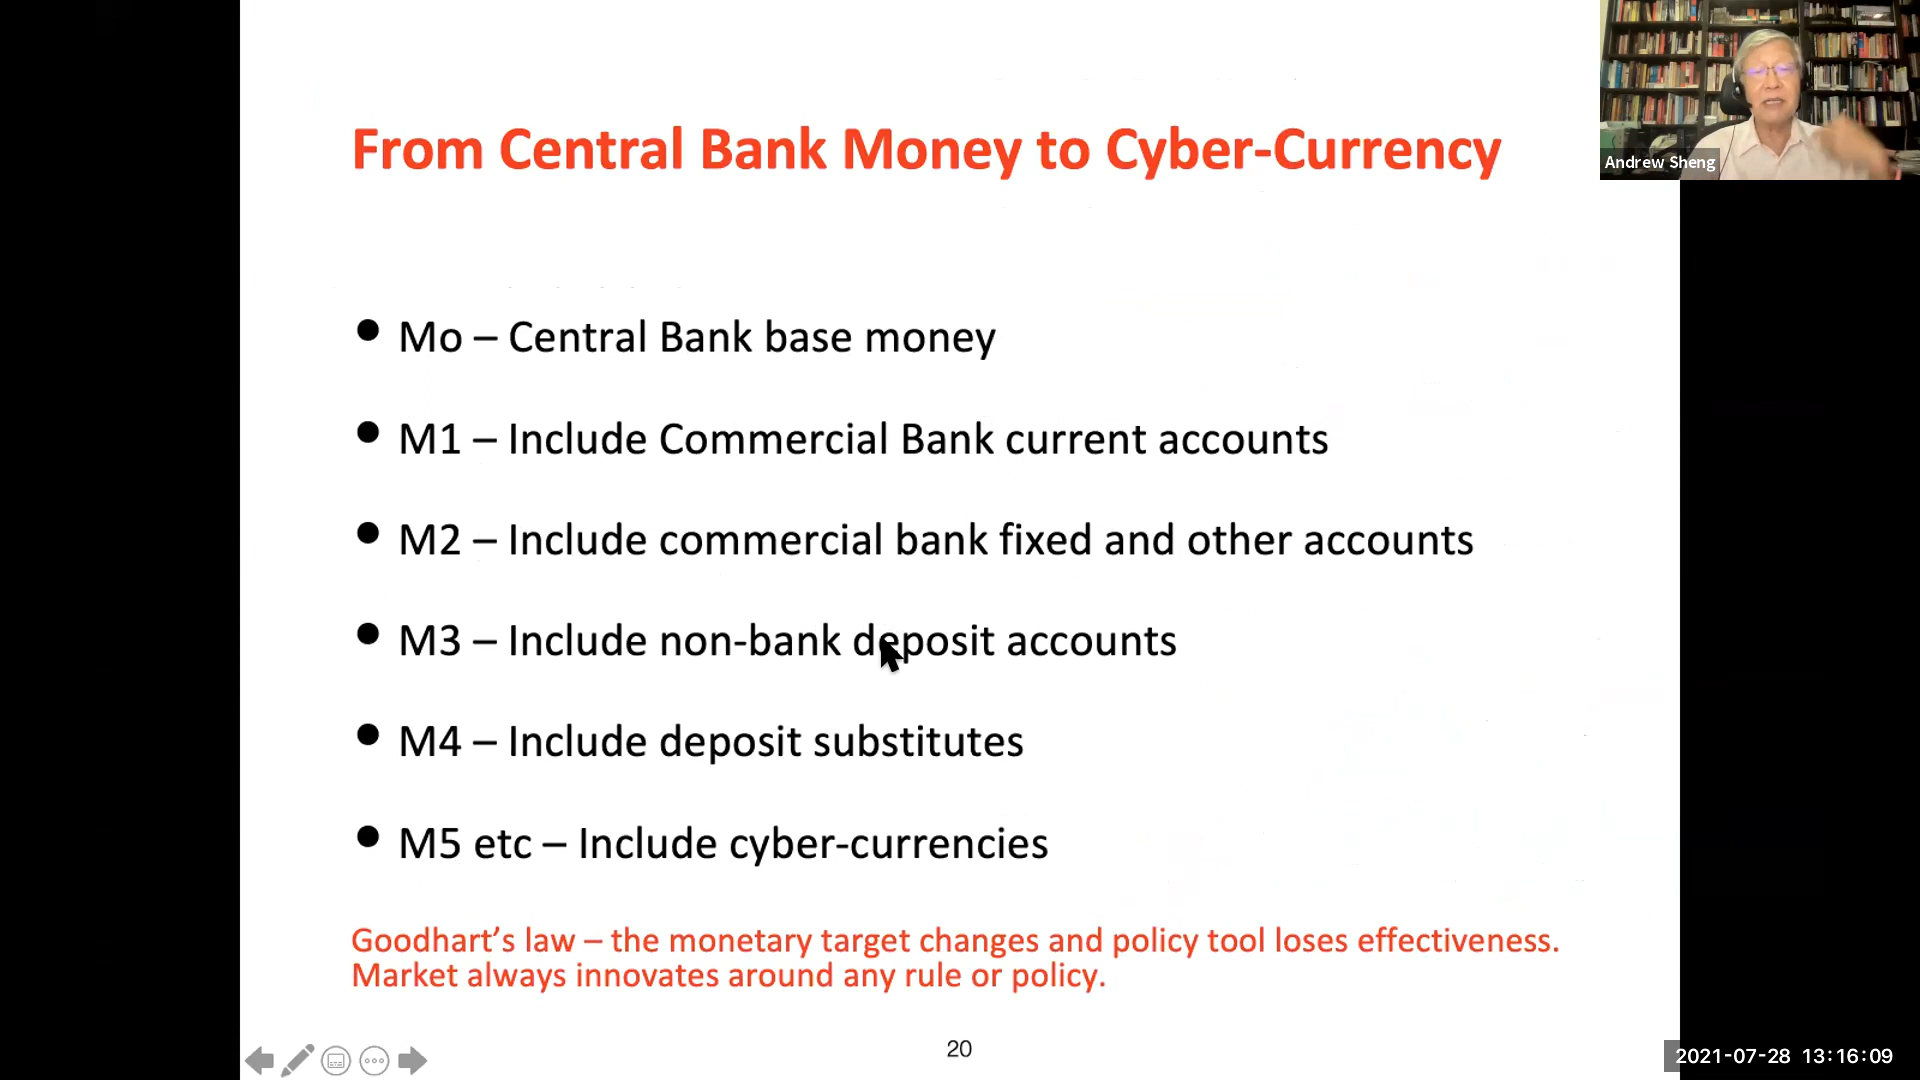 From Central Bank Money to Cyber-Currency
Andrew Sheng
• Mo – Central Bank base money
• M1 – Include Commercial Bank current accounts
• M2 – Include commercial bank fixed and other accounts
• M3 – Include non-bank deposit accounts
• M4 – Include deposit substitutes
• M5 etc – Include cyber-currencies
Goodhart’s law – the monetary target changes and policy tool loses effectiveness.
Market always innovates around any rule or policy.
20
2021-07-28 13:16:09